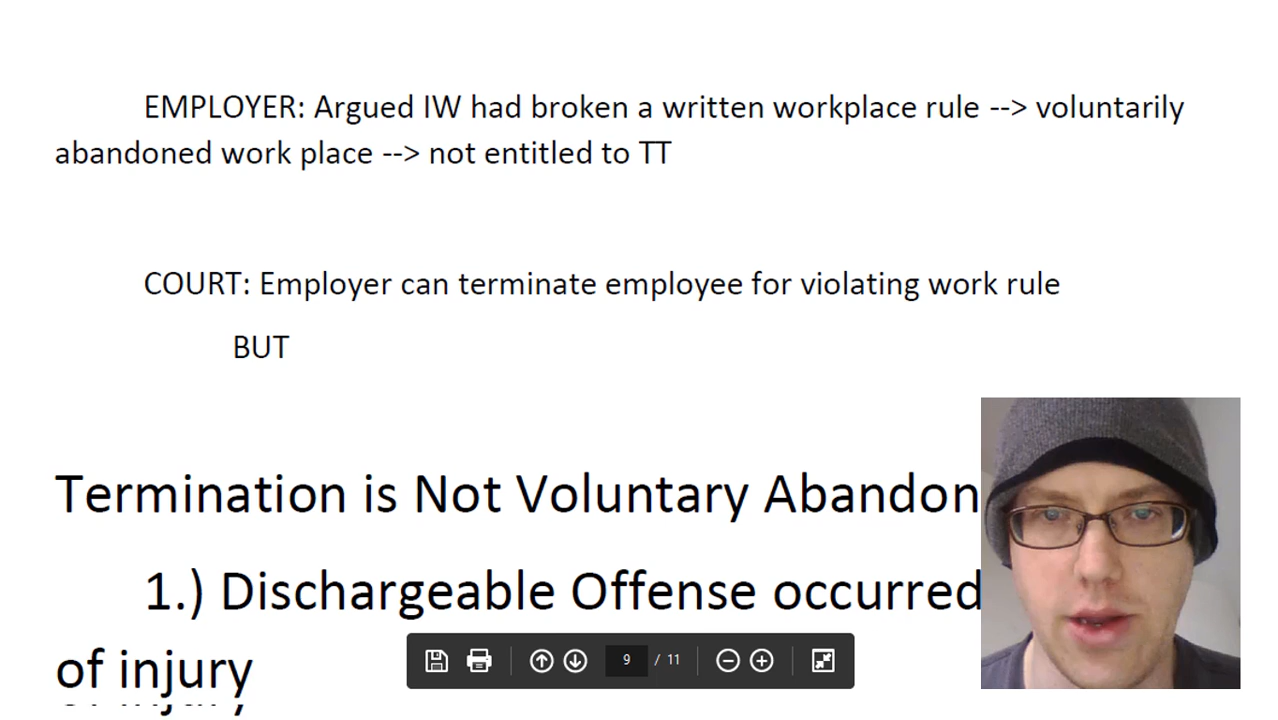 EMPLOYER: Argued IW had broken a written workplace rule --> voluntarily
abandoned work place --> not entitled to TT
COURT: Employer can terminate employee for violating work rule
BUT
Termination is Not Voluntary Abandon
1.) Dischargeable Offense occurred
of injury
9 / 11